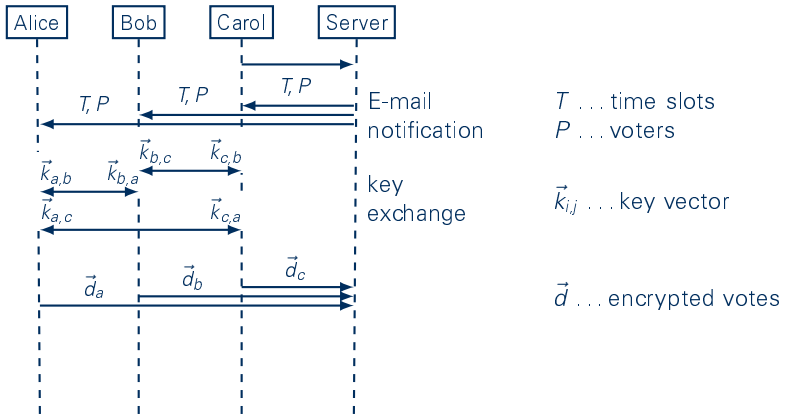 Alice Bob Carol Server
T, P T, P T, P
E-mail
notification
T ... time slots
P ... voters
k⃗b,c k⃗c,b
k⃗a,b k⃗b,a
key
exchange
k⃗i,j ... key vector
k⃗a,c k⃗c,a
d⃗a d⃗b d⃗c
d⃗ ... encrypted votes